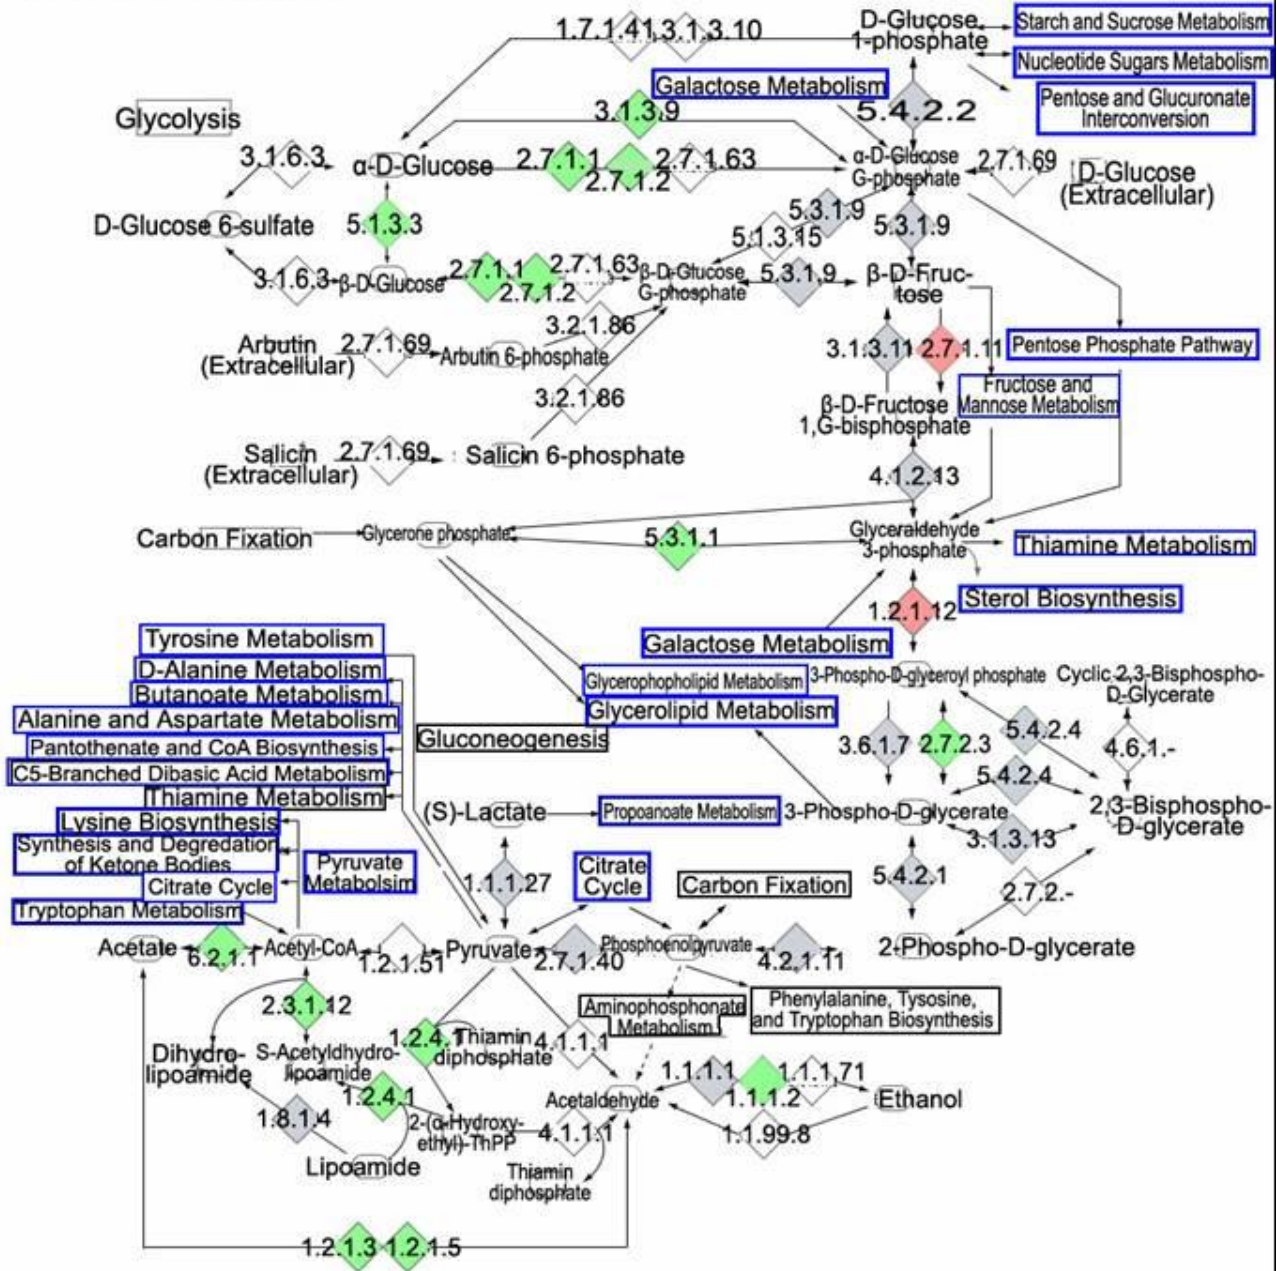 1.7.1.41
1.3.1.3.10
D-Glucose
1-phosphate
Starch and Sucrose Metabolism
Nucleotide Sugars Metabolism
Galactose Metabolism
Pentose and Glucuronate
Interconversion
5.4.2.2
Glycolysis
3.1.3.9
3.1.6.3
α-D-Glucose
2.7.1.1
2.7.1.2
2.7.1.63
α-D-Glucose
G-phosphate
2.7.1.69
D-Glucose
(Extracellular)
D-Glucose 6-sulfate
5.1.3.3
5.3.1.9
5.1.3.15
5.3.1.9
3.1.6.3
β-D-Glucose
2.7.1.1
2.7.1.2
2.7.1.63
β-D-Glucose
G-phosphate
5.3.1.9
β-D-Fruc-
tose
3.2.1.86
Arbutin
(Extracellular)
2.7.1.69
Arbutin 6-phosphate
3.1.3.11
2.7.1.11
Pentose Phosphate Pathway
3.2.1.86
Fructose and
Mannose Metabolism
β-D-Fructose
1,G-bisphosphate
Salicin
(Extracellular)
2.7.1.69
Salicin 6-phosphate
4.1.2.13
Carbon Fixation
Glycerone phosphate
5.3.1.1
Glyceraldehyde
3-phosphate
Thiamine Metabolism
1.2.1.12
Sterol Biosynthesis
Tyrosine Metabolism
Galactose Metabolism
D-Alanine Metabolism
Glycerophopholipid Metabolism
3-Phospho-D-glyceroyl phosphate
Cyclic 2,3-Bisphospho-
D-Glycerate
Butanoate Metabolism
Glycerolipid Metabolism
Alanine and Aspartate Metabolism
Gluconeogenesis
Pantothenate and CoA Biosynthesis
3.6.1.7
2.7.2.3
5.4.2.4
4.6.1.-
C5-Branched Dibasic Acid Metabolism
5.4.2.4
Thiamine Metabolism
(S)-Lactate
Propoanoate Metabolism
3-Phospho-D-glycerate
2,3-Bisphospho-
D-glycerate
Lysine Biosynthesis
3.1.3.13
Synthesis and Degredation
of Ketone Bodies
Pyruvate
Metabolsim
Citrate
Cycle
Carbon Fixation
Citrate Cycle
1.1.1.27
5.4.2.1
2.7.2.-
Tryptophan Metabolism
Acetate
6.2.1.1
Acetyl-CoA
1.2.1.51
Pyruvate
2.7.1.40
Phosphoenolpyruvate
4.2.1.11
2-Phospho-D-glycerate
2.3.1.12
Aminophosphonate
Metabolism
Phenylalanine, Tysosine,
and Tryptophan Biosynthesis
Dihydro-
lipoamide
S-Acetyldhydro-
lipoamide
1.2.4.1
Thiamin
diphosphate
4.1.1.1
1.2.4.1
1.8.1.4
Acetaldehyde
1.1.1.1
1.1.1.2
1.1.1,71
Ethanol
2-(α-Hydroxy-
ethyl)-ThPP
4.1.1.1
1.1.99.8
Lipoamide
Thiamin
diphosphate
1.2.1.3
1.2.1.5